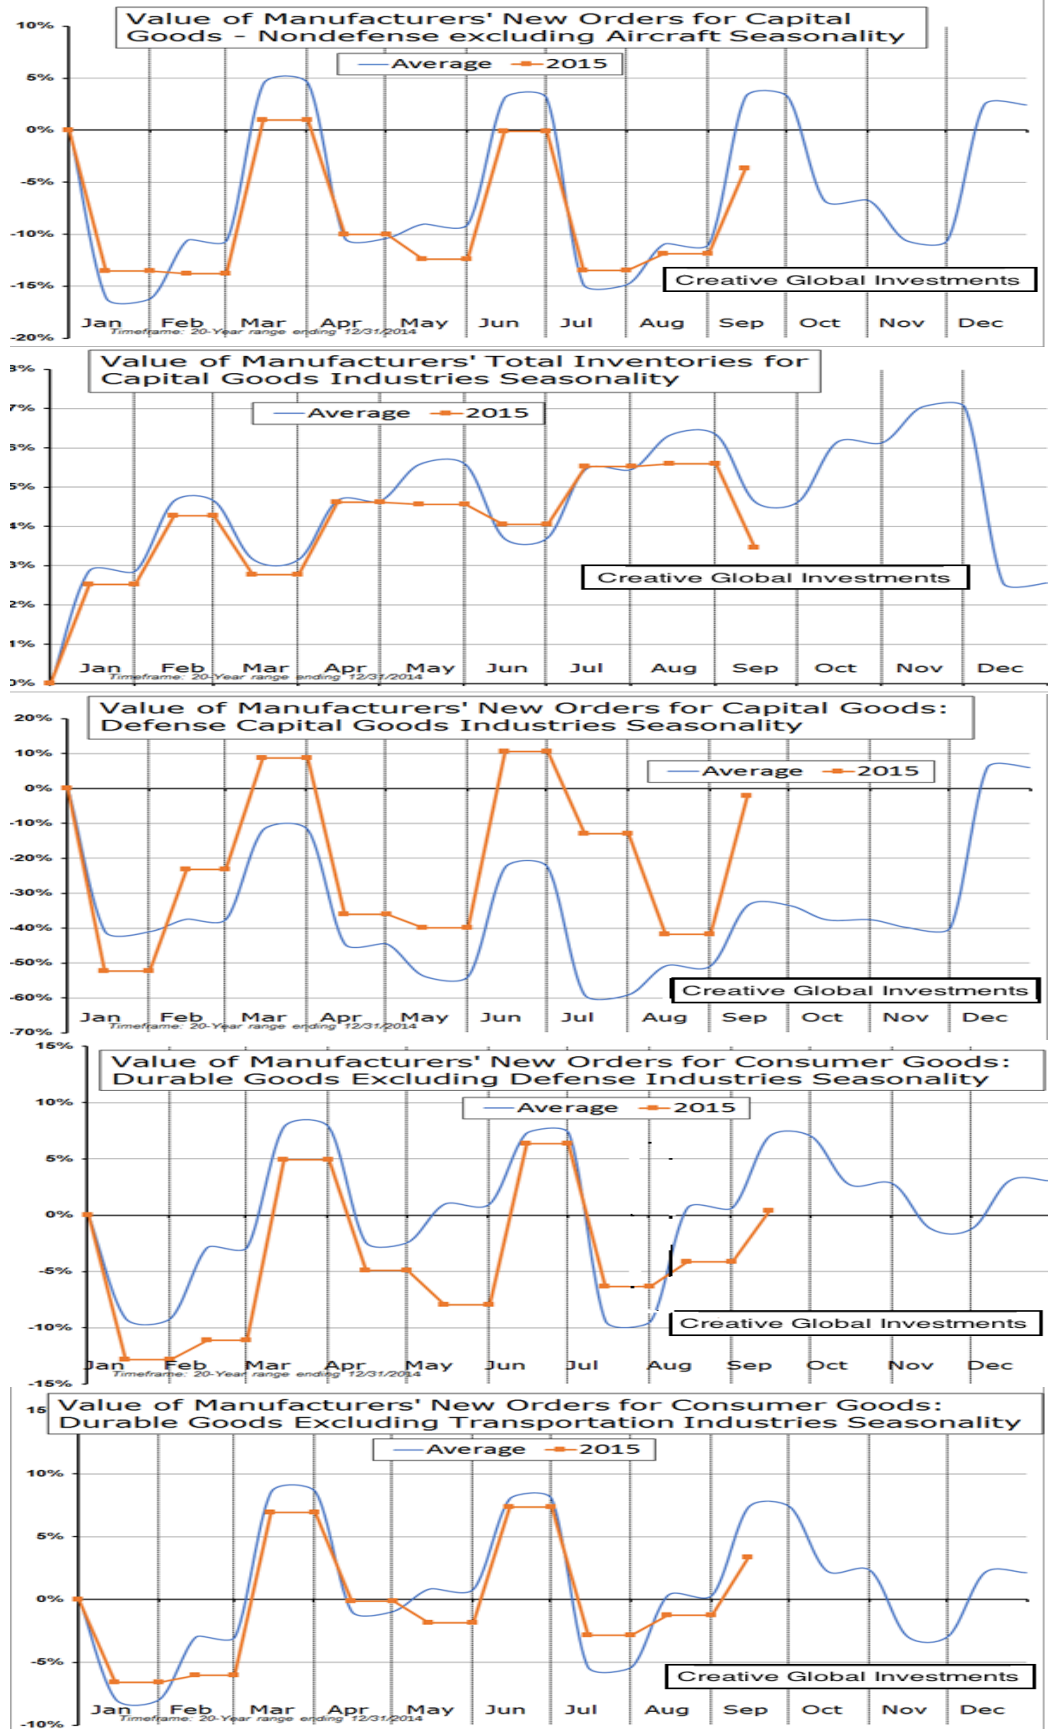 Value of Manufacturers' New Orders for Capital
Goods - Nondefense excluding Aircraft Seasonality
Average 2015
10%
5%
0%
-5%
-10%
-15%
-20%
Creative Global Investments
Jan Feb Mar Apr May Jun Jul Aug Sep Oct Nov Dec
Timeframe: 20-Year range ending 12/31/2014
Value of Manufacturers' Total Inventories for
Capital Goods Industries Seasonality
Average 2015
8%
7%
6%
5%
4%
3%
2%
1%
0%
Creative Global Investments
Jan Feb Mar Apr May Jun Jul Aug Sep Oct Nov Dec
Timeframe: 20-Year range ending 12/31/2014
Value of Manufacturers' New Orders for Capital Goods:
Defense Capital Goods Industries Seasonality
Average 2015
20%
10%
0%
-10%
-20%
-30%
-40%
-50%
-60%
-70%
Creative Global Investments
Jan Feb Mar Apr May Jun Jul Aug Sep Oct Nov Dec
Timeframe: 20-Year range ending 12/31/2014
Value of Manufacturers' New Orders for Consumer Goods:
Durable Goods Excluding Defense Industries Seasonality
Average 2015
15%
10%
5%
0%
-5%
-10%
-15%
Creative Global Investments
Jan Feb Mar Apr May Jun Jul Aug Sep Oct Nov Dec
Timeframe: 20-Year range ending 12/31/2014
Value of Manufacturers' New Orders for Consumer Goods:
Durable Goods Excluding Transportation Industries Seasonality
Average 2015
15
10%
5%
0%
-5%
-10%
Creative Global Investments
Jan Feb Mar Apr May Jun Jul Aug Sep Oct Nov Dec
Timeframe: 20-Year range ending 12/31/2014